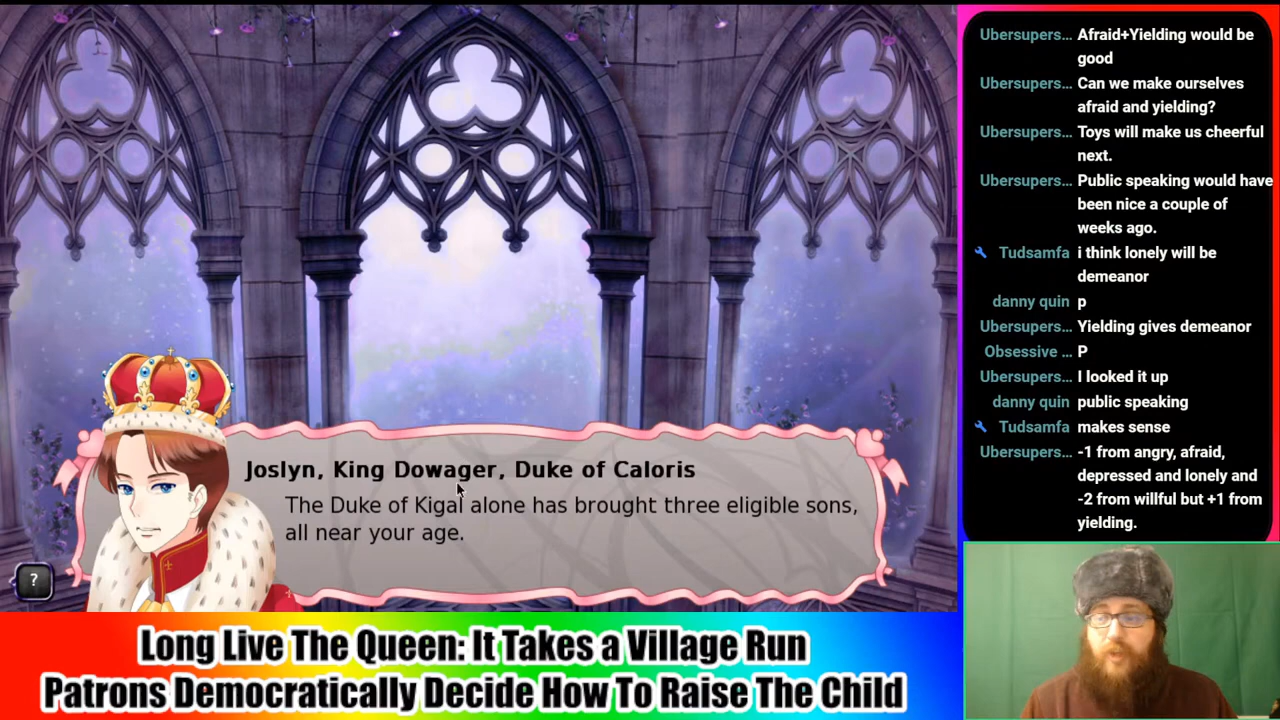 Joslyn, King Dowager, Duke of Caloris
The Duke of Kigal alone has brought three eligible sons,
all near your age.
?
Long Live The Queen: It Takes a Village Run
Patrons Democratically Decide How To Raise The Child
Ubersupers... Afraid+Yielding would be
good
Ubersupers... Can we make ourselves
afraid and yielding?
Ubersupers... Toys will make us cheerful
next.
Ubersupers... Public speaking would have
been nice a couple of
weeks ago.
Tudsamfa i think lonely will be
demeanor
danny quin p
Ubersupers... Yielding gives demeanor
Obsessive ... P
Ubersupers... I looked it up
danny quin public speaking
Tudsamfa makes sense
Ubersupers... -1 from angry, afraid,
depressed and lonely and
-2 from willful but +1 from
yielding.